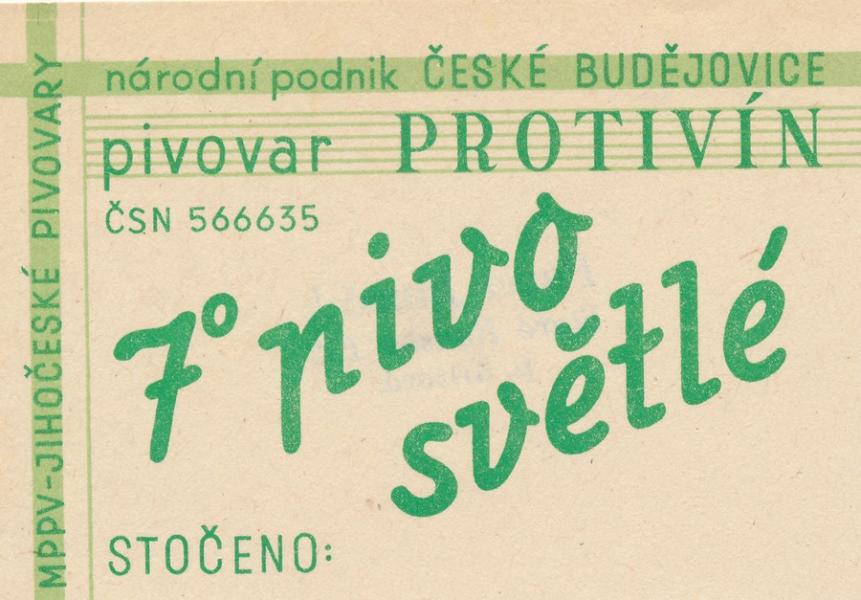 národní podnik ČESKÉ BUDĚJOVICE
pivovar PROTIVÍN
ČSN 566635
7° pivo
světlé
STOČENO:
MPPV-JIHOČESKÉ PIVOVARY